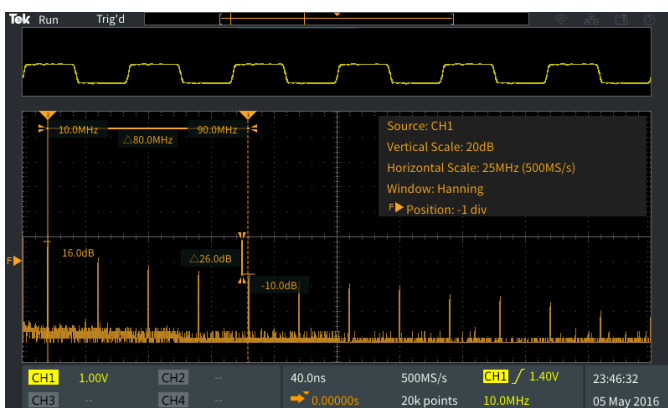 Tek Run Trig'd
10.0MHz 90.0MHz
△80.0MHz
Source: CH1
Vertical Scale: 20dB
Horizontal Scale: 25MHz (500MS/s)
Window: Hanning
F Position: -1 div
F
16.0dB
△26.0dB
-10.0dB
CH1 1.00V CH2 -- 40.0ns 500MS/s CH1 1.40V 23:46:32
CH3 -- CH4 -- 0.00000s 20k points 10.0MHz 05 May 2016